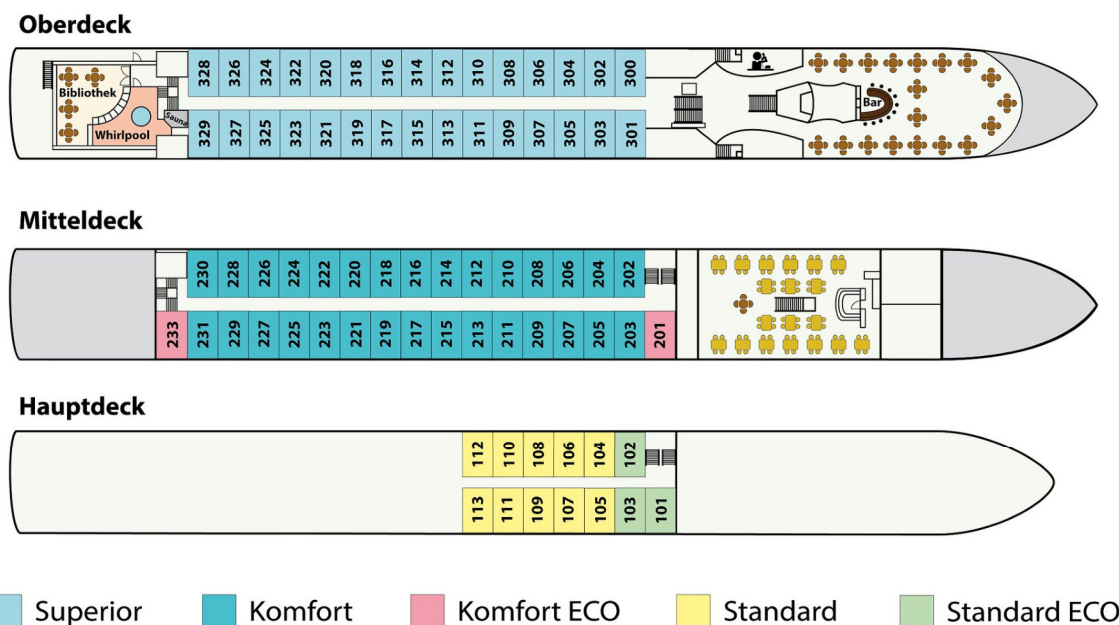 Oberdeck
328 326 324 322 320 318 316 314 312 310 308 306 304 302 300
Bibliothek
Bar
Sauna
Whirlpool
329 327 325 323 321 319 317 315 313 311 309 307 305 303 301
Mitteldeck
230 228 226 224 222 220 218 216 214 212 210 208 206 204 202
233 231 229 227 225 223 221 219 217 215 213 211 209 207 205 203 201
Hauptdeck
112 110 108 106 104 102
113 111 109 107 105 103 101
Superior Komfort Komfort ECO Standard Standard ECO